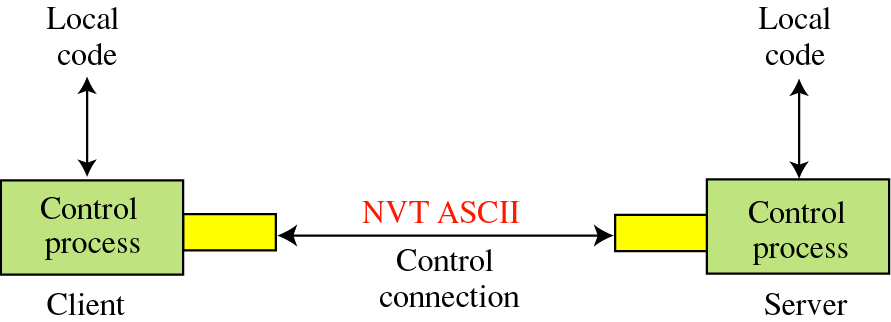 Local
code
Local
code
NVT ASCII
Control
process
Control
process
Control
connection
Client
Server